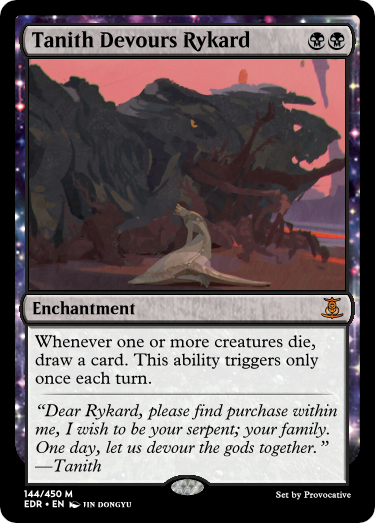 Tanith Devours Rykard
Enchantment
Whenever one or more creatures die,
draw a card. This ability triggers only
once each turn.
“Dear Rykard, please find purchase within
me, I wish to be your serpent; your family.
One day, let us devour the gods together.”
—Tanith
144/450 M
Set by Provocative
EDR • EN JIN DONGYU